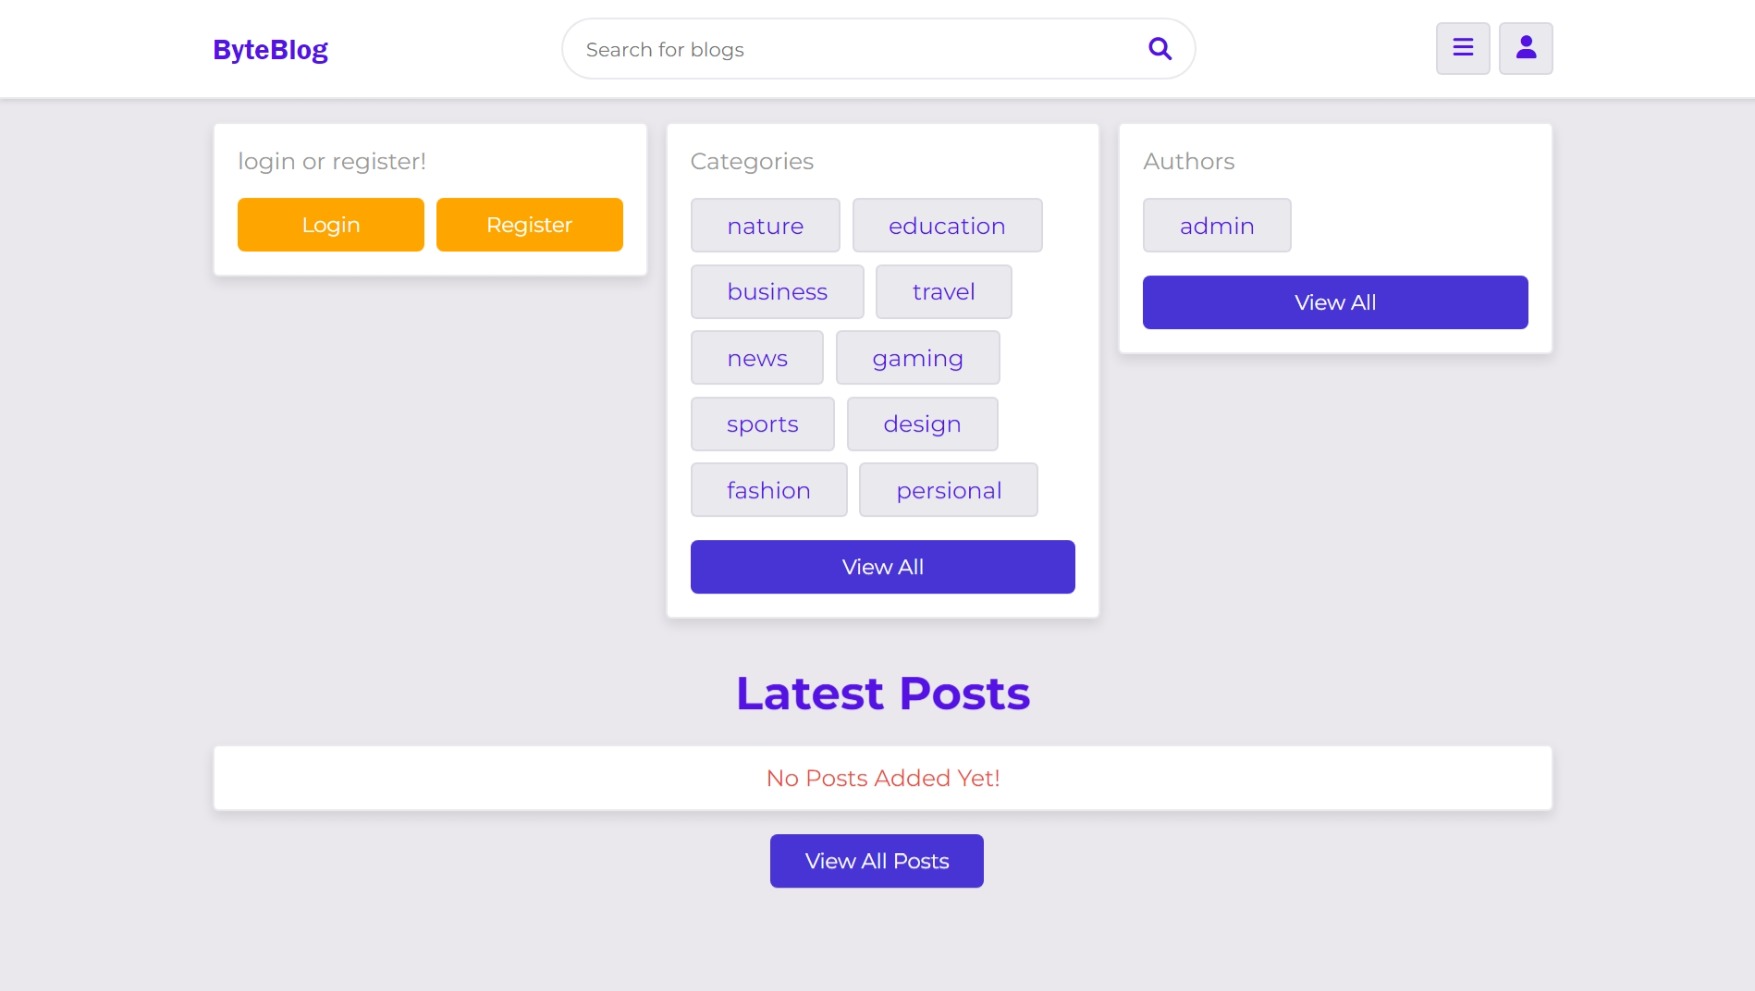 ByteBlog
Search for blogs
login or register!
Login Register
Categories
nature education
business travel
news gaming
sports design
fashion persional
View All
Authors
admin
View All
Latest Posts
No Posts Added Yet!
View All Posts